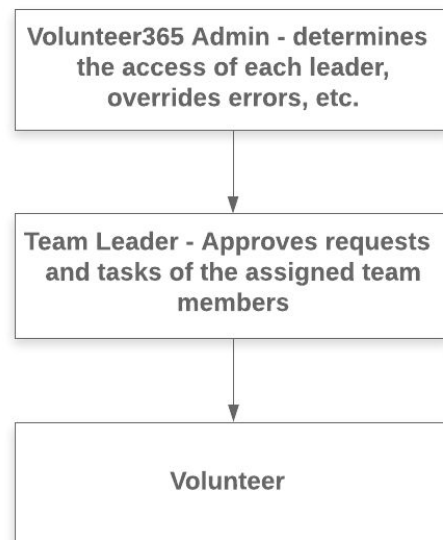 Volunteer365 Admin - determines
the access of each leader,
overrides errors, etc.
Team Leader - Approves requests
and tasks of the assigned team
members
Volunteer